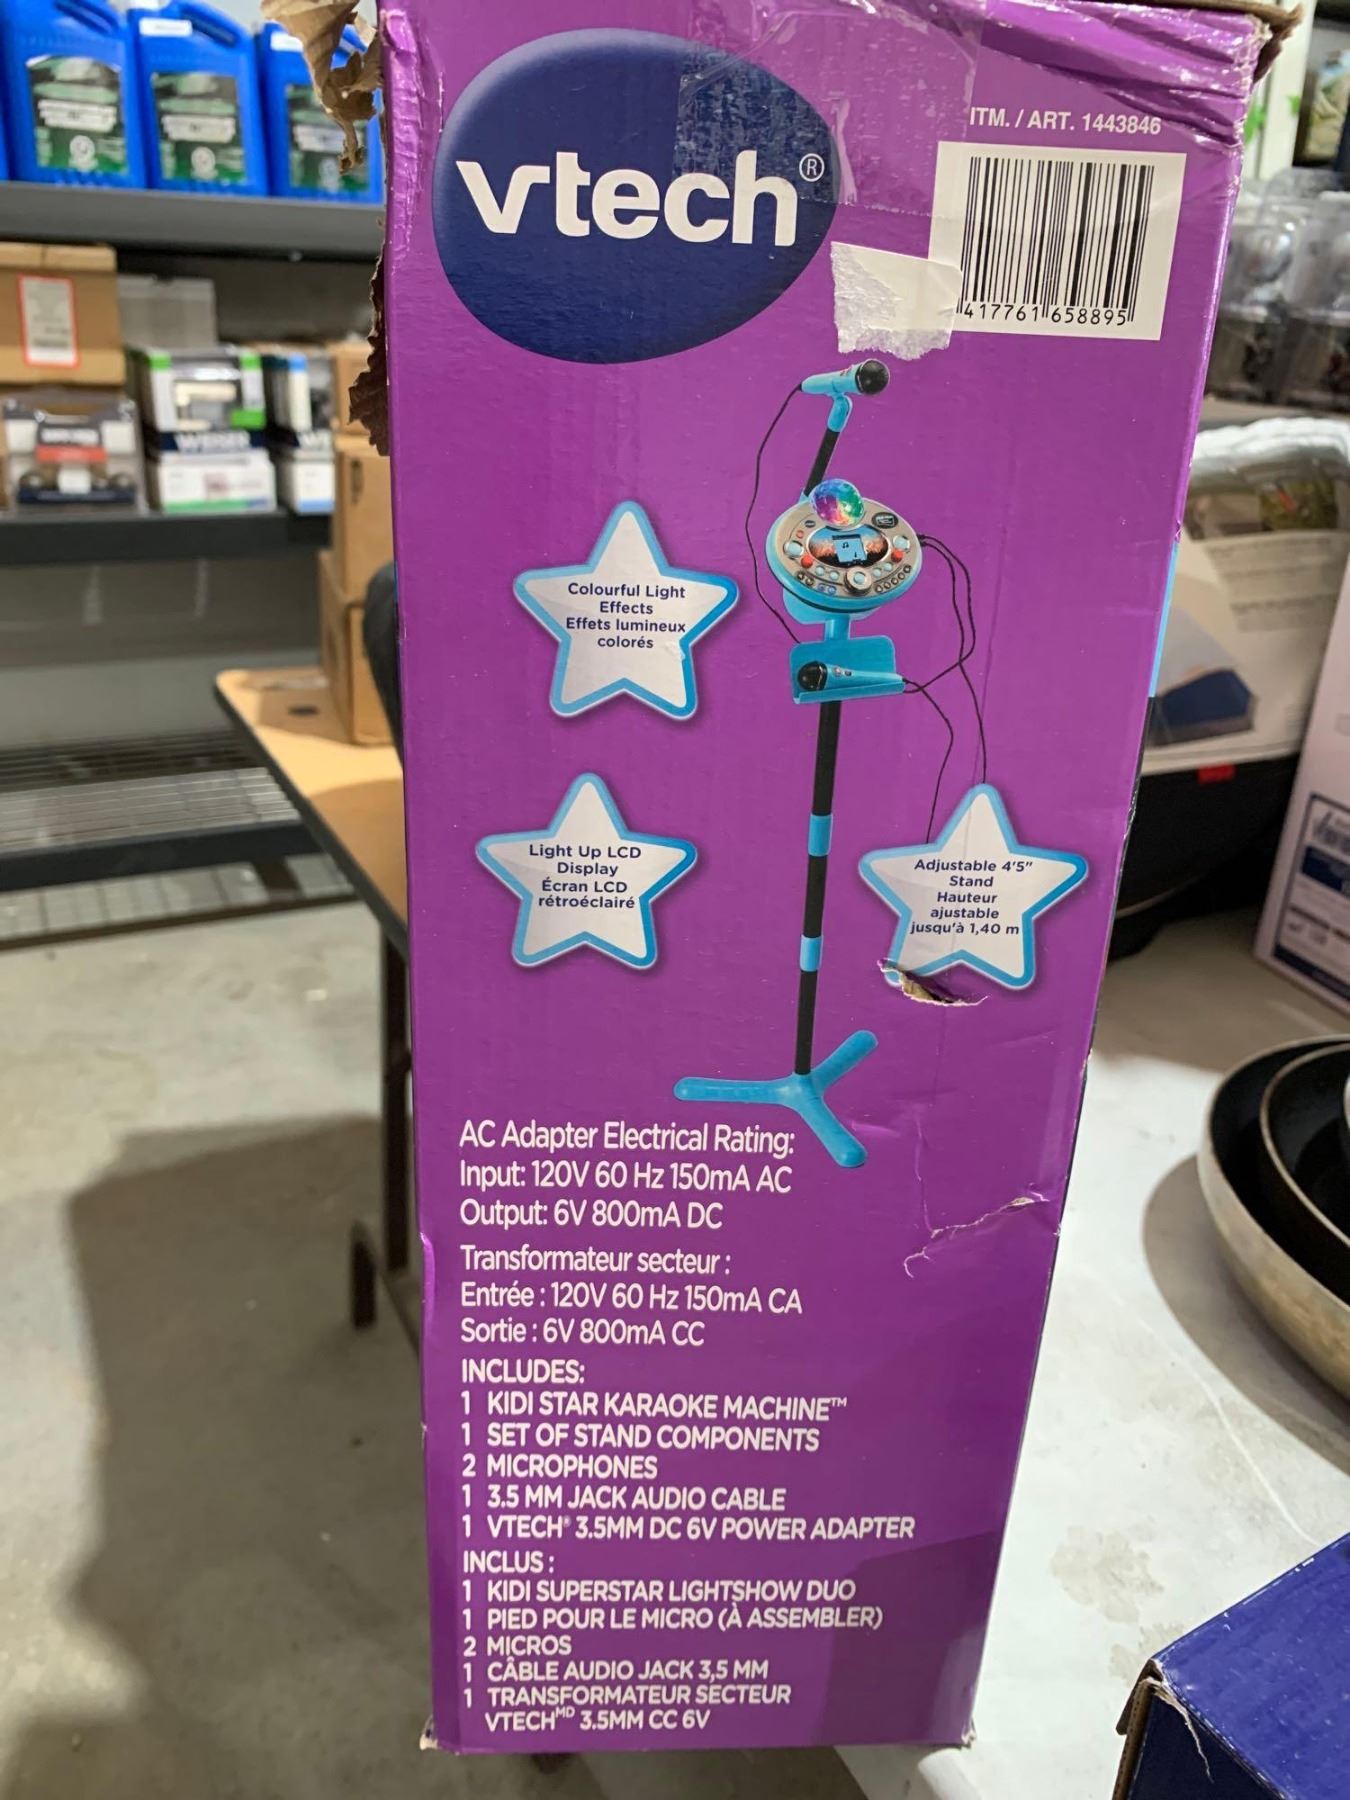 vtech®
ITM. / ART. 1443846
417761 658895
Colourful Light
Effects
Effets lumineux
colorés
Light Up LCD
Display
Écran LCD
rétroéclairé
Adjustable 4'5"
Stand
Hauteur
ajustable
jusqu'à 1,40 m
AC Adapter Electrical Rating:
Input: 120V 60 Hz 150mA AC
Output: 6V 800mA DC
Transformateur secteur :
Entrée : 120V 60 Hz 150mA CA
Sortie : 6V 800mA CC
INCLUDES:
1 KIDI STAR KARAOKE MACHINE™
1 SET OF STAND COMPONENTS
2 MICROPHONES
1 3.5 MM JACK AUDIO CABLE
1 VTECH® 3.5MM DC 6V POWER ADAPTER
INCLUS :
1 KIDI SUPERSTAR LIGHTSHOW DUO
1 PIED POUR LE MICRO (À ASSEMBLER)
2 MICROS
1 CÂBLE AUDIO JACK 3,5 MM
1 TRANSFORMATEUR SECTEUR
VTECHMD 3.5MM CC 6V
WEISER